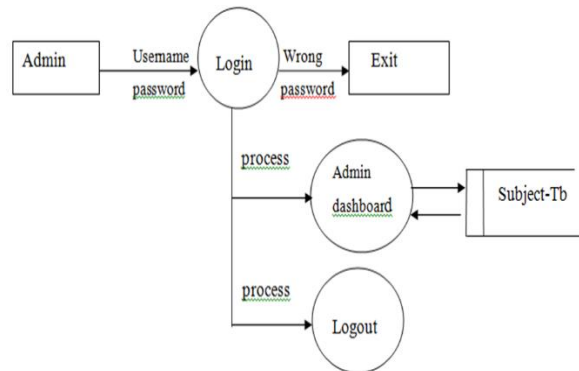 Admin
Username
password
Login
Wrong
password
Exit
process
Admin
dashboard
Subject-Tb
process
Logout